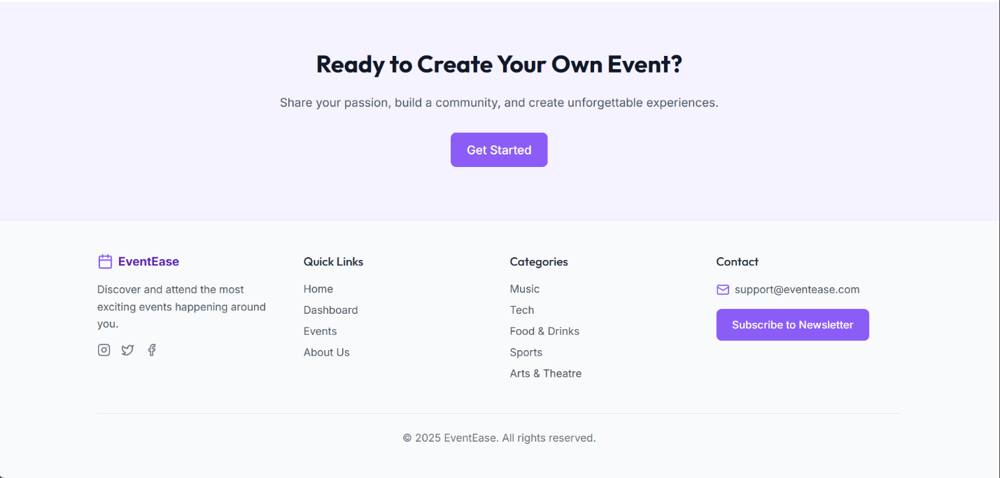 Ready to Create Your Own Event?
Share your passion, build a community, and create unforgettable experiences.
Get Started
EventEase
Discover and attend the most
exciting events happening around
you.
Quick Links
Home
Dashboard
Events
About Us
Categories
Music
Tech
Food & Drinks
Sports
Arts & Theatre
Contact
support@eventease.com
Subscribe to Newsletter
© 2025 EventEase. All rights reserved.